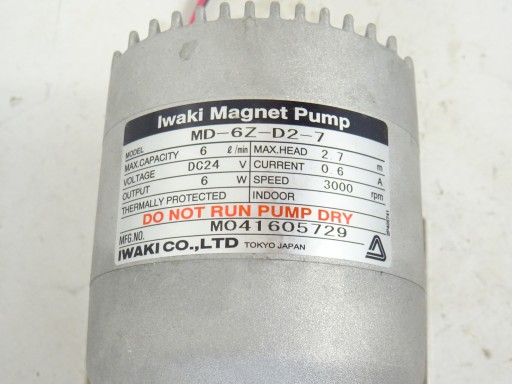 Iwaki Magnet Pump
MODEL MD-6Z-D2-7
MAX.CAPACITY 6 ℓ/min MAX.HEAD 2 7 m
VOLTAGE DC24 V CURRENT 0 6 A
OUTPUT 6 W SPEED 3000 rpm
THERMALLY PROTECTED INDOOR
DO NOT RUN PUMP DRY
MFG.NO. M041605729
IWAKI CO.,LTD TOKYO JAPAN